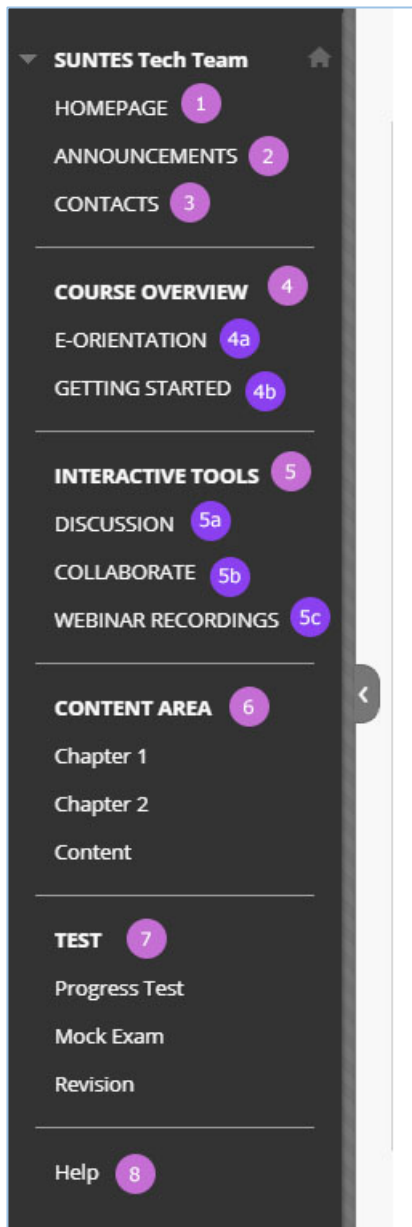 SUNTES Tech Team
HOMEPAGE 1
ANNOUNCEMENTS 2
CONTACTS 3
COURSE OVERVIEW 4
E-ORIENTATION 4a
GETTING STARTED 4b
INTERACTIVE TOOLS 5
DISCUSSION 5a
COLLABORATE 5b
WEBINAR RECORDINGS 5c
CONTENT AREA 6
Chapter 1
Chapter 2
Content
TEST 7
Progress Test
Mock Exam
Revision
Help 8